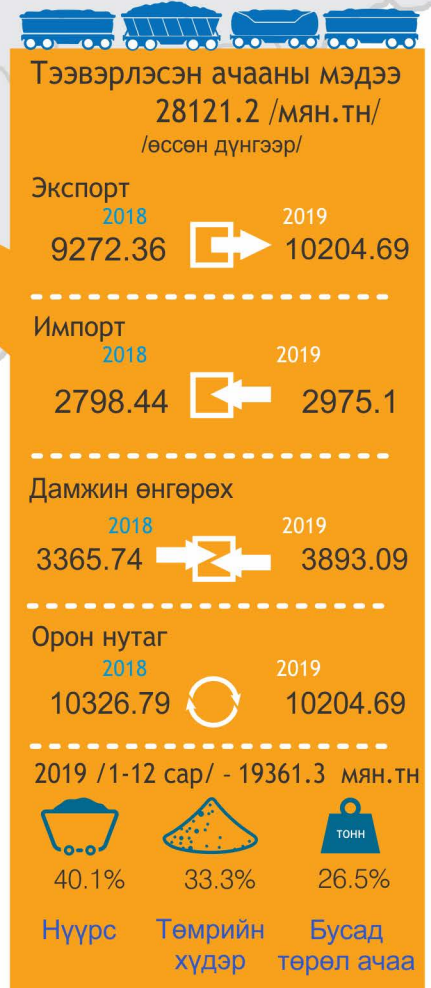 Тээвэрлэсэн ачааны мэдээ
28121.2 /мян.тн/
/өссөн дүнгээр/
Экспорт
2018 2019
9272.36 10204.69
Импорт
2018 2019
2798.44 2975.1
Дамжин өнгөрөх
2018 2019
3365.74 3893.09
Орон нутаг
2018 2019
10326.79 10204.69
2019 /1-12 сар/ - 19361.3 мян.тн
ТОНН
40.1% 33.3% 26.5%
Нүүрс Төмрийн Бусад
хүдэр төрөл ачаа